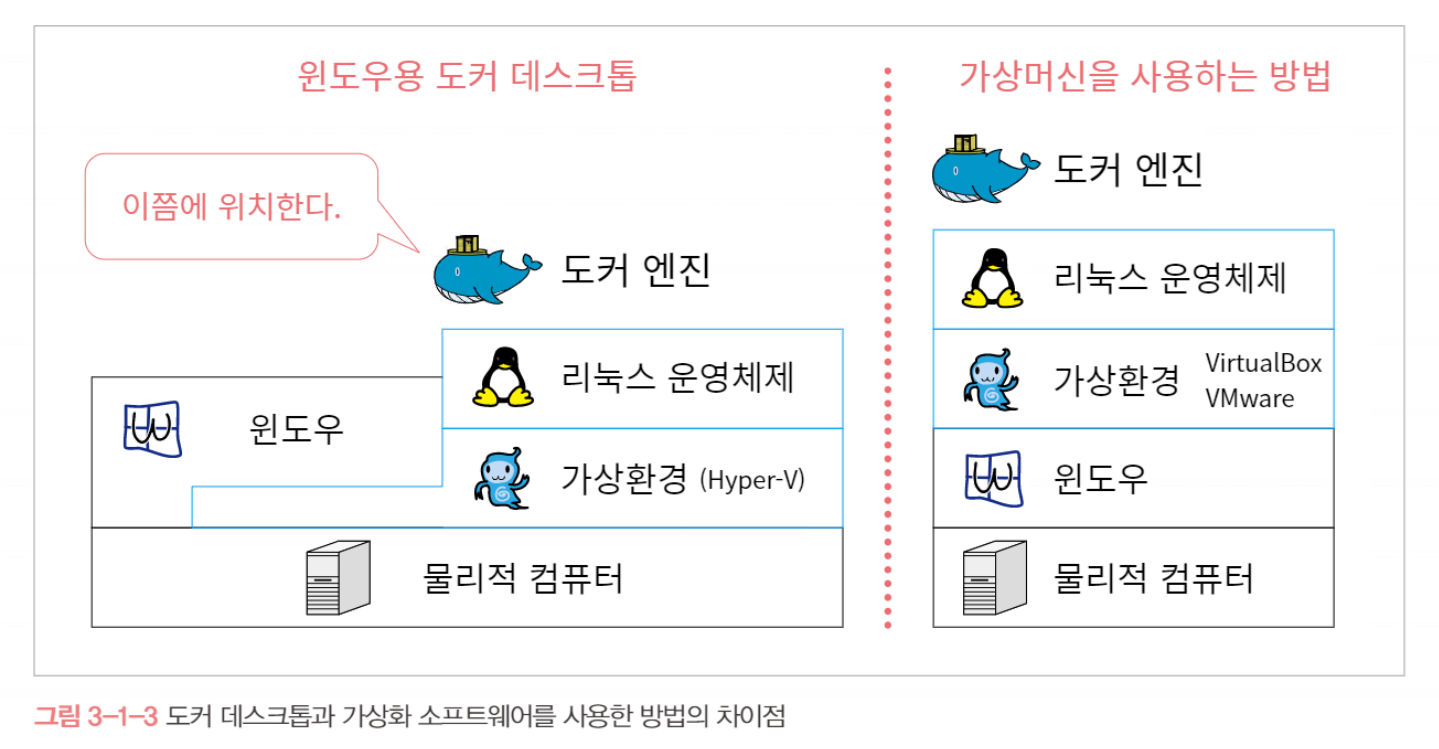 윈도우용 도커 데스크톱
이쯤에 위치한다.
도커 엔진
리눅스 운영체제
윈도우
가상환경 (Hyper-V)
물리적 컴퓨터
가상머신을 사용하는 방법
도커 엔진
리눅스 운영체제
가상환경 VirtualBox
VMware
윈도우
물리적 컴퓨터
그림 3-1-3 도커 데스크톱과 가상화 소프트웨어를 사용한 방법의 차이점